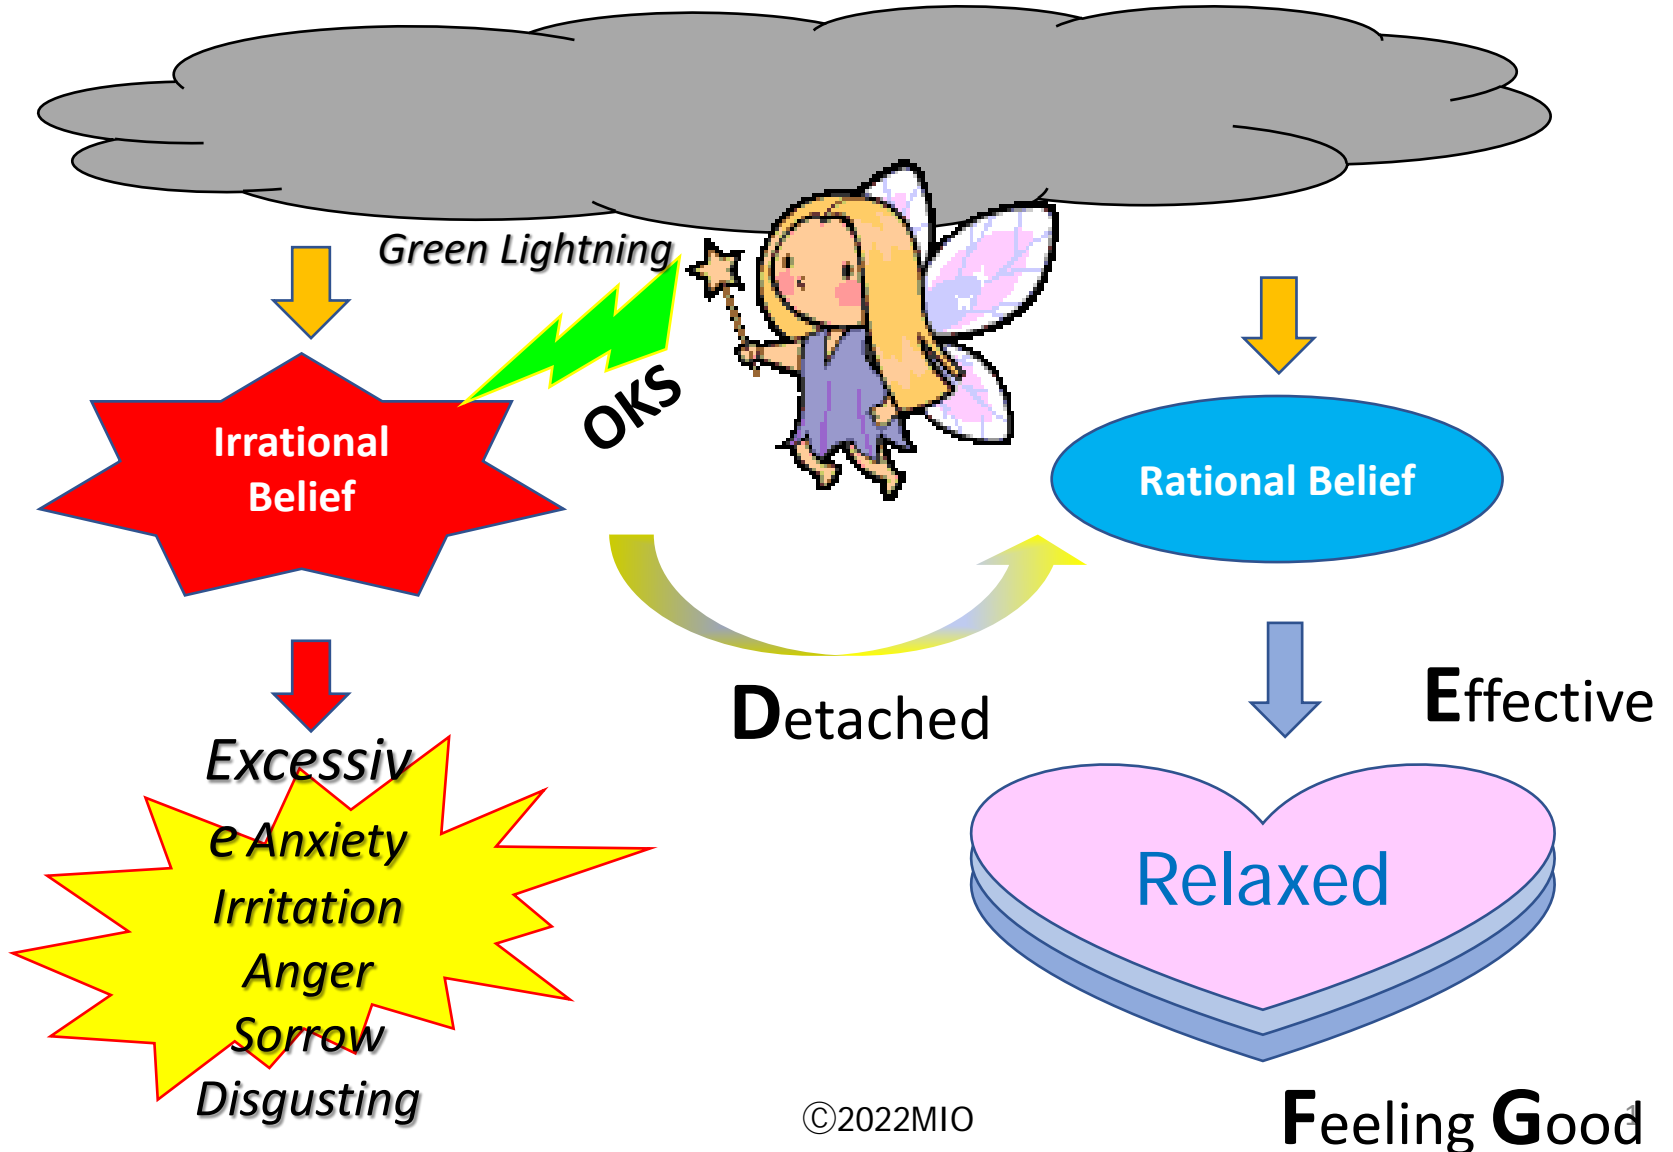 Green Lightning
OKS
Irrational
Belief
Rational Belief
Detached
Effective
Excessiv
e Anxiety
Irritation
Anger
Sorrow
Disgusting
Relaxed
©2022MIO
Feeling Good
1